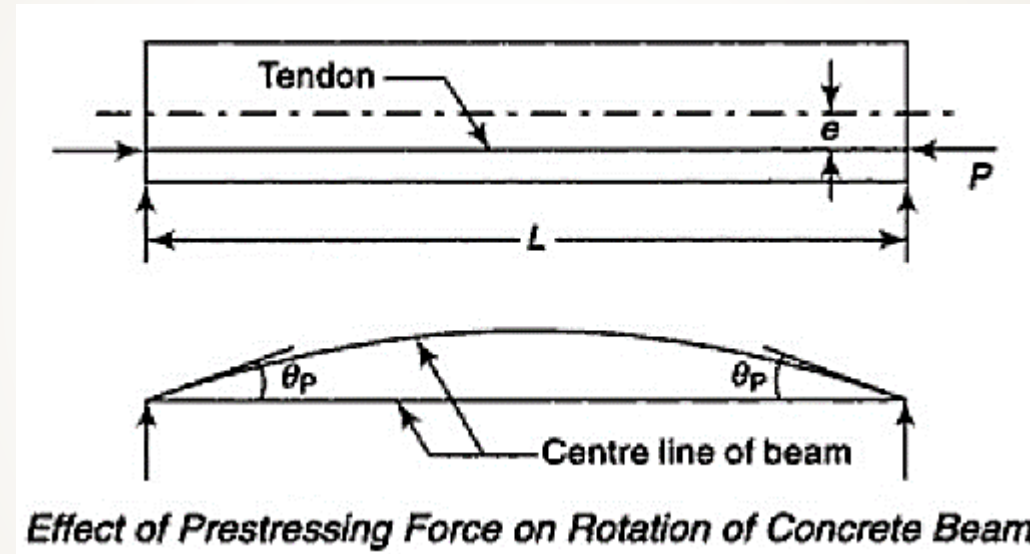 Tendon
e
P
L
θP
θP
Centre line of beam
Effect of Prestressing Force on Rotation of Concrete Beam